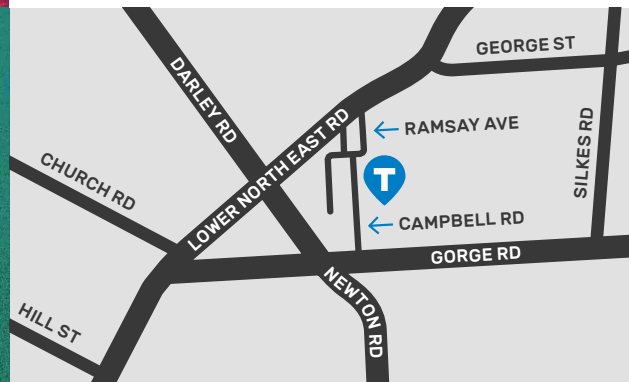 GEORGE ST
DARLEY RD
RAMSAY AVE
LOWER NORTH EAST RD
SILKES RD
CHURCH RD
T
CAMPBELL RD
GORGE RD
NEWTON RD
HILL ST